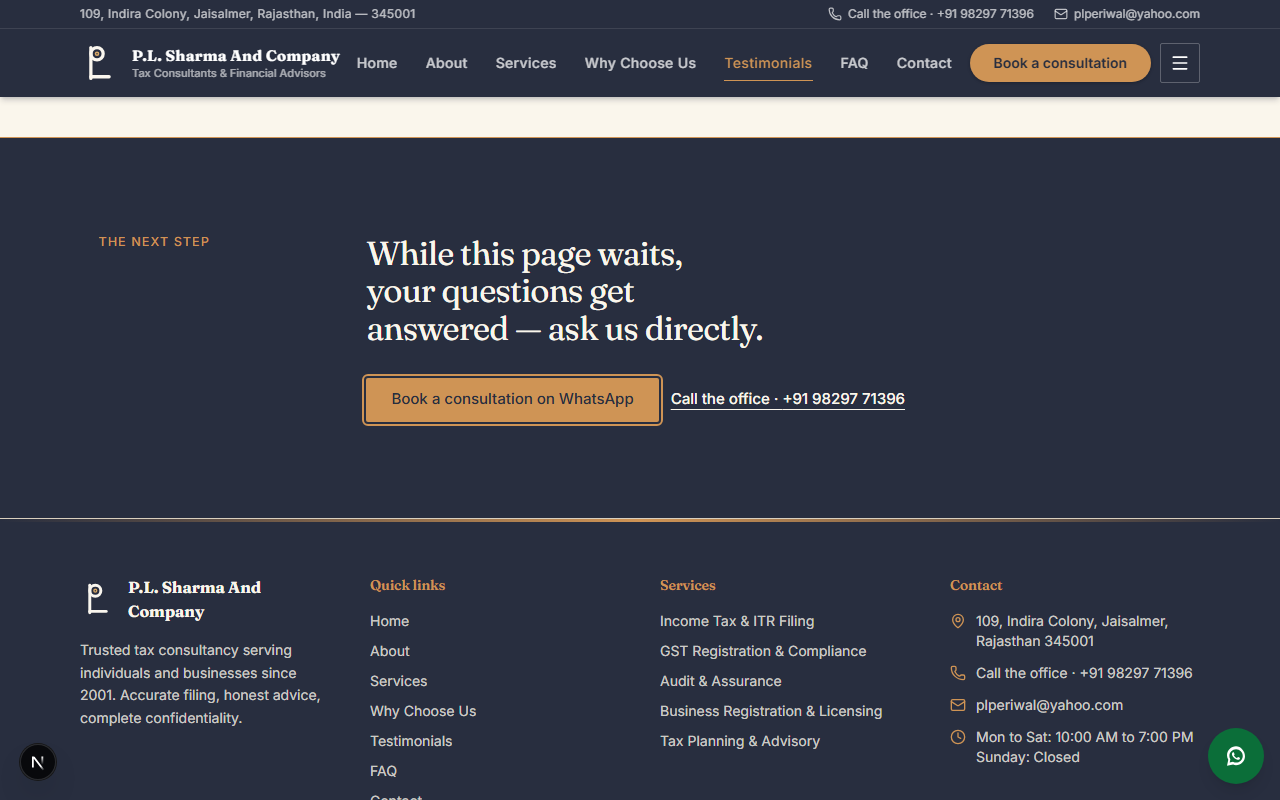 109, Indira Colony, Jaisalmer, Rajasthan, India — 345001
Call the office · +91 98297 71396
plperiwal@yahoo.com
P.L. Sharma And Company
Tax Consultants & Financial Advisors
Home
About
Services
Why Choose Us
Testimonials
FAQ
Contact
Book a consultation
THE NEXT STEP
While this page waits,
your questions get
answered — ask us directly.
Book a consultation on WhatsApp
Call the office · +91 98297 71396
P.L. Sharma And
Company
Trusted tax consultancy serving
individuals and businesses since
2001. Accurate filing, honest advice,
complete confidentiality.
Quick links
Home
About
Services
Why Choose Us
Testimonials
FAQ
Contact
Services
Income Tax & ITR Filing
GST Registration & Compliance
Audit & Assurance
Business Registration & Licensing
Tax Planning & Advisory
Contact
109, Indira Colony, Jaisalmer,
Rajasthan 345001
Call the office · +91 98297 71396
plperiwal@yahoo.com
Mon to Sat: 10:00 AM to 7:00 PM
Sunday: Closed
N